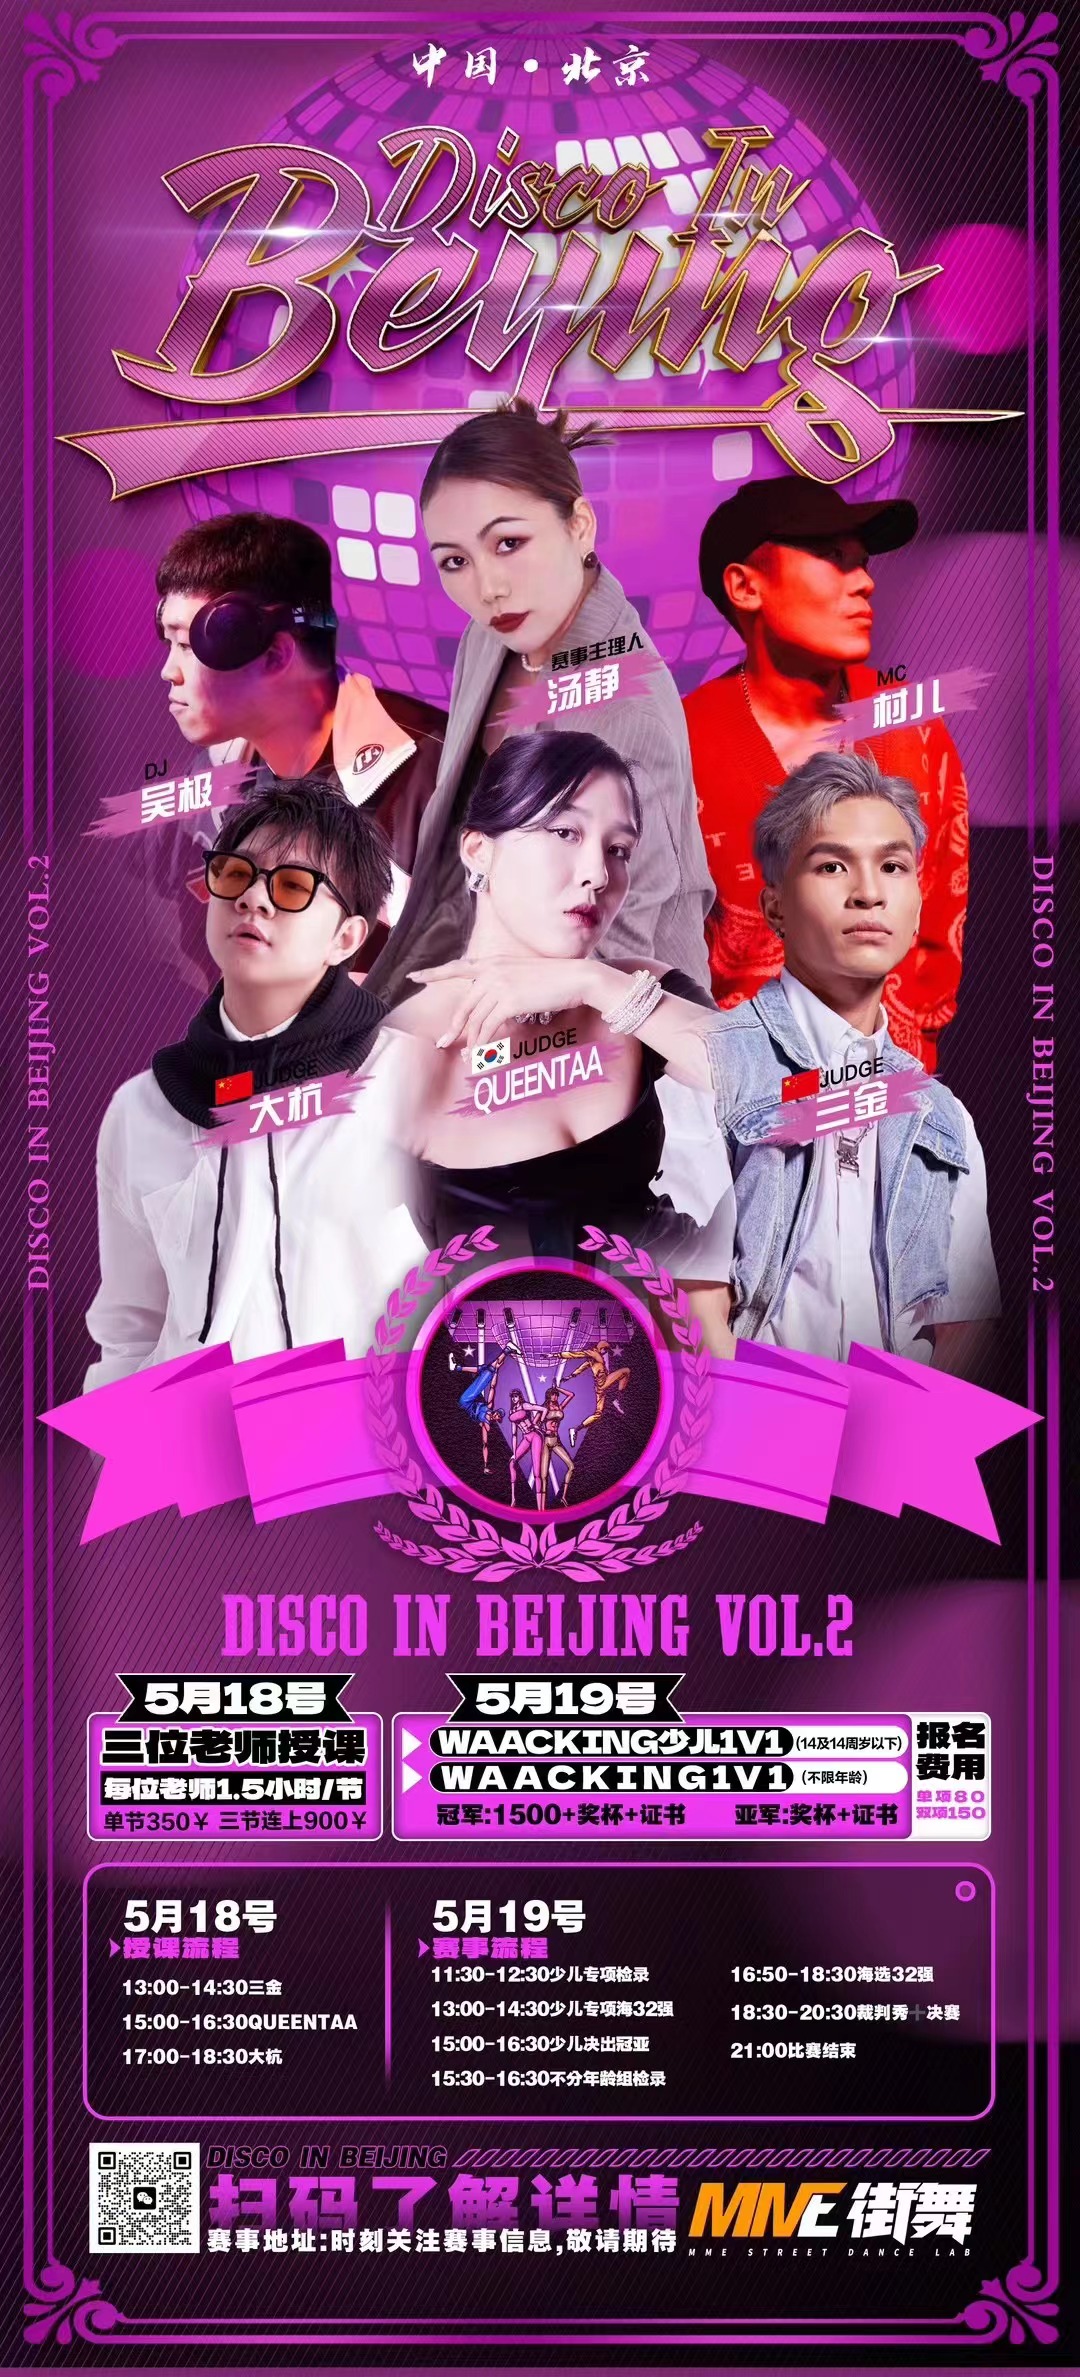 中国·北京
Disco In
Beijing
赛事主理人
汤静
MC
村儿
DJ
吴极
JUDGE
大杭
JUDGE
QUEENTAA
JUDGE
三金
DISCO IN BEIJING VOL.2
DISCO IN BEIJING VOL.2
DISCO IN BEIJING VOL.2
5月18号
三位老师授课
每位老师1.5小时/节
单节350¥ 三节连上900¥
5月19号
WAACKING少儿1V1 (14及14周岁以下)
WAACKING1V1 (不限年龄)
冠军:1500+奖杯+证书 亚军:奖杯+证书
报名
费用
单项80
双项150
5月18号
授课流程
13:00-14:30三金
15:00-16:30QUEENTAA
17:00-18:30大杭
5月19号
赛事流程
11:30-12:30少儿专项检录
13:00-14:30少儿专项海32强
15:00-16:30少儿决出冠亚
15:30-16:30不分年龄组检录
16:50-18:30海选32强
18:30-20:30裁判秀+决赛
21:00比赛结束
DISCO IN BEIJING
扫码了解详情
赛事地址:时刻关注赛事信息,敬请期待
MME街舞
MME STREET DANCE LAB